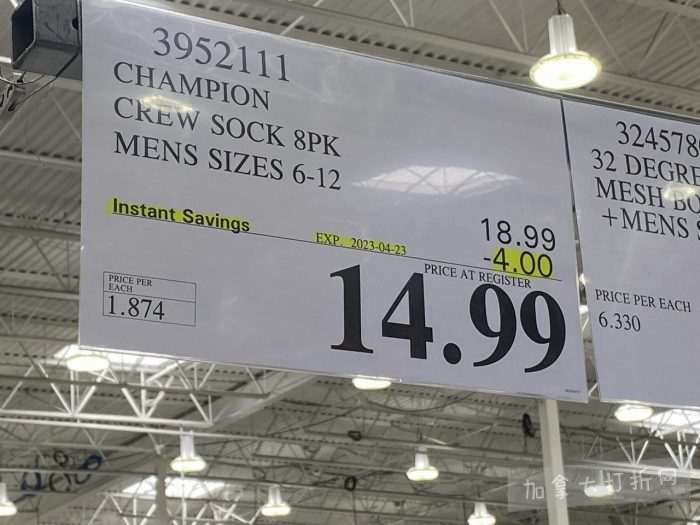 3952111
CHAMPION
CREW SOCK 8PK
MENS SIZES 6-12
Instant Savings
EXP. 2023-04-23
18.99
-4.00
PRICE AT REGISTER
14.99
PRICE PER
EACH
1.874
324578
32 DEGRE
MESH BO
+MENS S
PRICE PER EACH
6.330
加拿大打折网